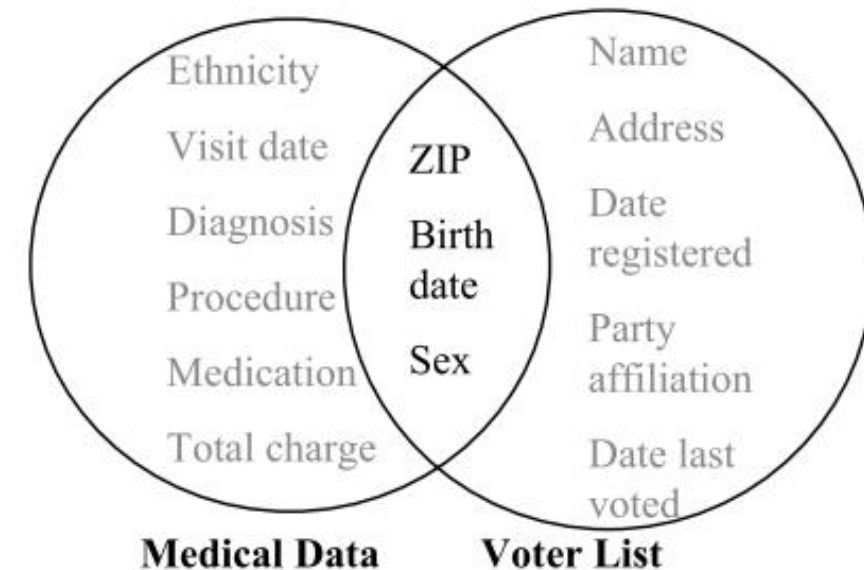 Ethnicity
Visit date
Diagnosis
Procedure
Medication
Total charge
ZIP
Birth
date
Sex
Name
Address
Date
registered
Party
affiliation
Date last
voted
Medical Data
Voter List